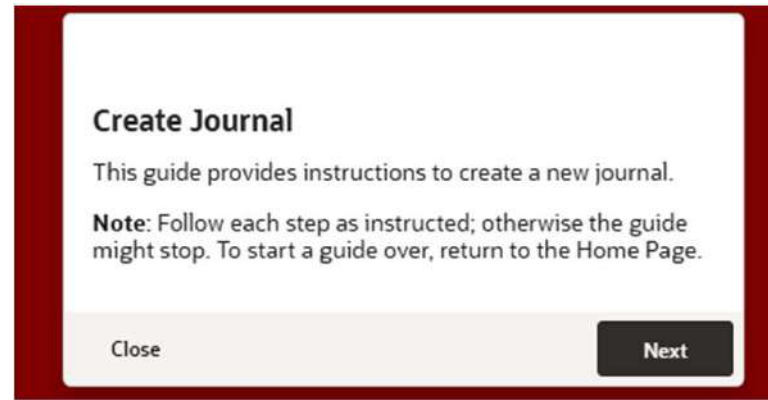 Create Journal
This guide provides instructions to create a new journal.
Note: Follow each step as instructed; otherwise the guide
might stop. To start a guide over, return to the Home Page.
Close
Next